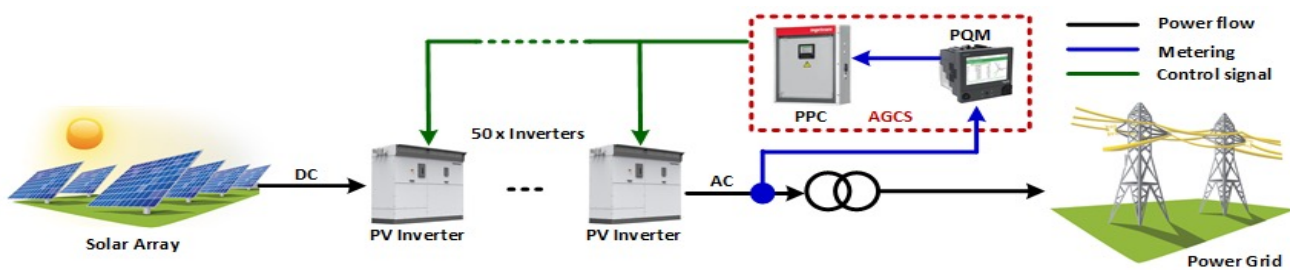 Power flow
Metering
Control signal
PQM
PPC
AGCS
50 x Inverters
DC
AC
PV Inverter
PV Inverter
Solar Array
Power Grid